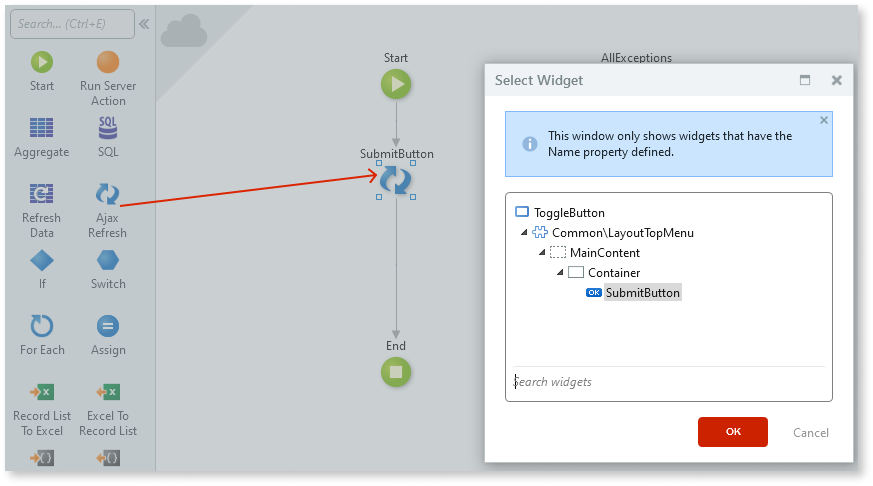 Search... (Ctrl+E)
Start
Run Server
Action
Aggregate
SQL
SQL
Refresh
Data
Ajax
Refresh
If
Switch
For Each
Assign
Record List
To Excel
Excel To
Record List
Start
SubmitButton
End
AllExceptions
Select Widget
This window only shows widgets that have the
Name property defined.
ToggleButton
Common\LayoutTopMenu
MainContent
Container
OK SubmitButton
Search widgets
OK
Cancel